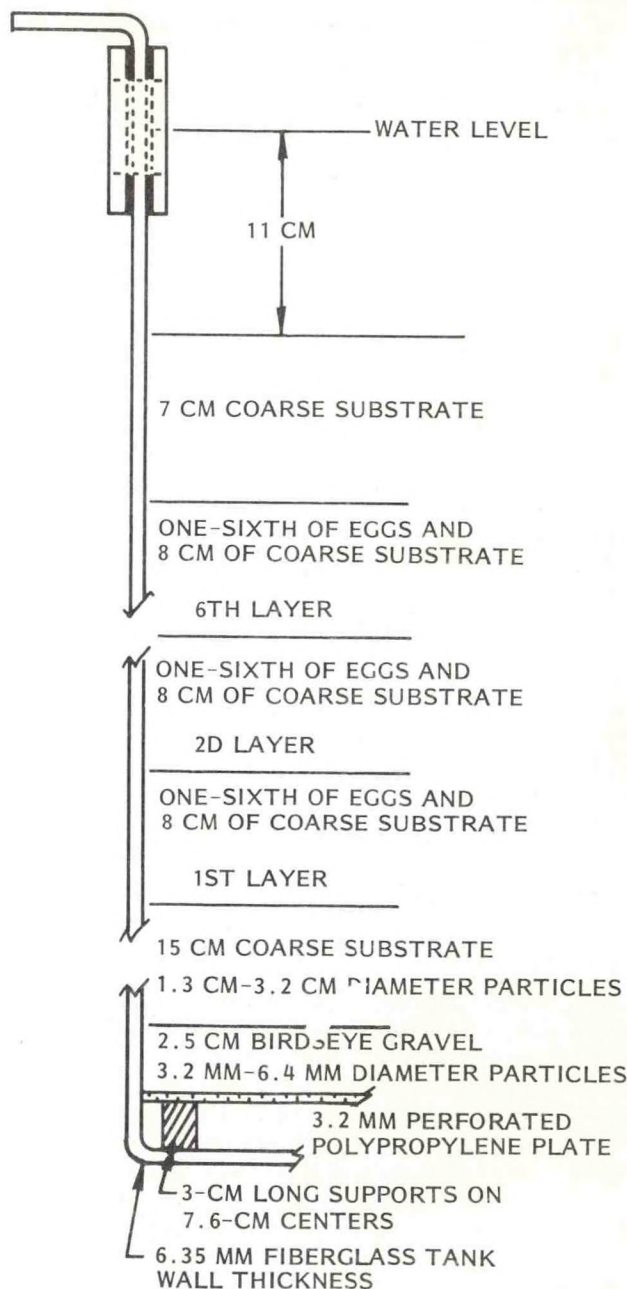 WATER LEVEL
11 CM
7 CM COARSE SUBSTRATE
ONE-SIXTH OF EGGS AND
8 CM OF COARSE SUBSTRATE
6TH LAYER
ONE-SIXTH OF EGGS AND
8 CM OF COARSE SUBSTRATE
2D LAYER
ONE-SIXTH OF EGGS AND
8 CM OF COARSE SUBSTRATE
1ST LAYER
15 CM COARSE SUBSTRATE
1.3 CM-3.2 CM DIAMETER PARTICLES
2.5 CM BIRDSEYE GRAVEL
3.2 MM-6.4 MM DIAMETER PARTICLES
3.2 MM PERFORATED
POLYPROPYLENE PLATE
3-CM LONG SUPPORTS ON
7.6-CM CENTERS
6.35 MM FIBERGLASS TANK
WALL THICKNESS